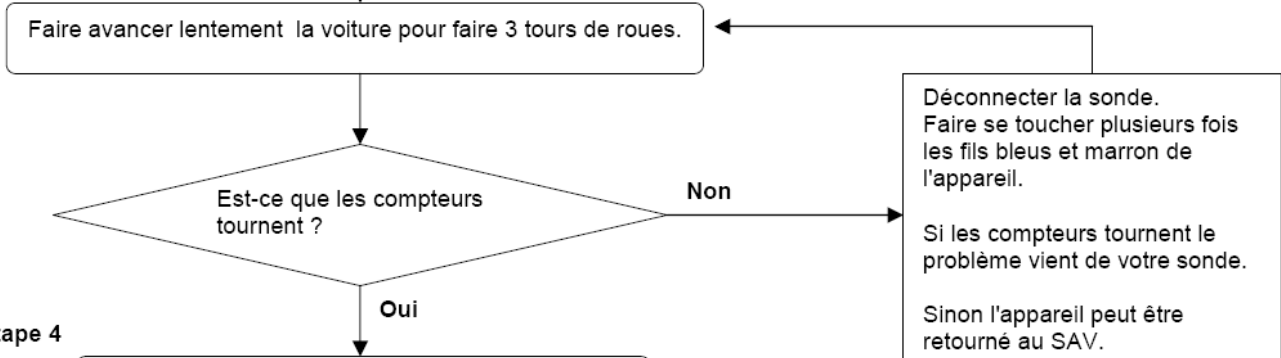 Faire avancer lentement la voiture pour faire 3 tours de roues.
Déconnecter la sonde.
Faire se toucher plusieurs fois
les fils bleus et marron de
l'appareil.
Si les compteurs tournent le
problème vient de votre sonde.
Sinon l'appareil peut être
retourné au SAV.
Est-ce que les compteurs
tournent ?
Non
Oui
tape 4